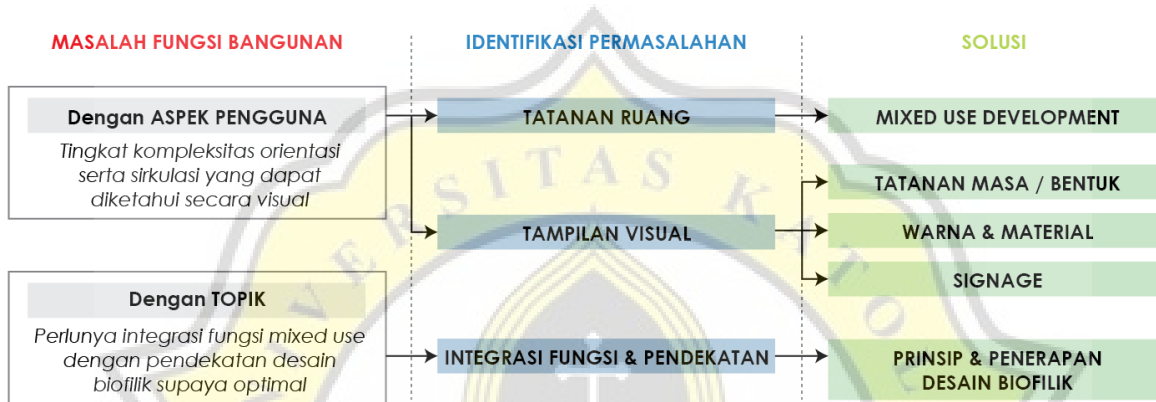 MASALAH FUNGSI BANGUNAN
IDENTIFIKASI PERMASALAHAN
SOLUSI
Dengan ASPEK PENGGUNA
Tingkat kompleksitas orientasi
serta sirkulasi yang dapat
diketahui secara visual
TATANAN RUANG
TAMPILAN VISUAL
MIXED USE DEVELOPMENT
TATANAN MASA / BENTUK
WARNA & MATERIAL
SIGNAGE
Dengan TOPIK
Perlunya integrasi fungsi mixed use
dengan pendekatan desain
biofilik supaya optimal
INTEGRASI FUNGSI & PENDEKATAN
PRINSIP & PENERAPAN
DESAIN BIOFILIK
IVERSITAS KATOL